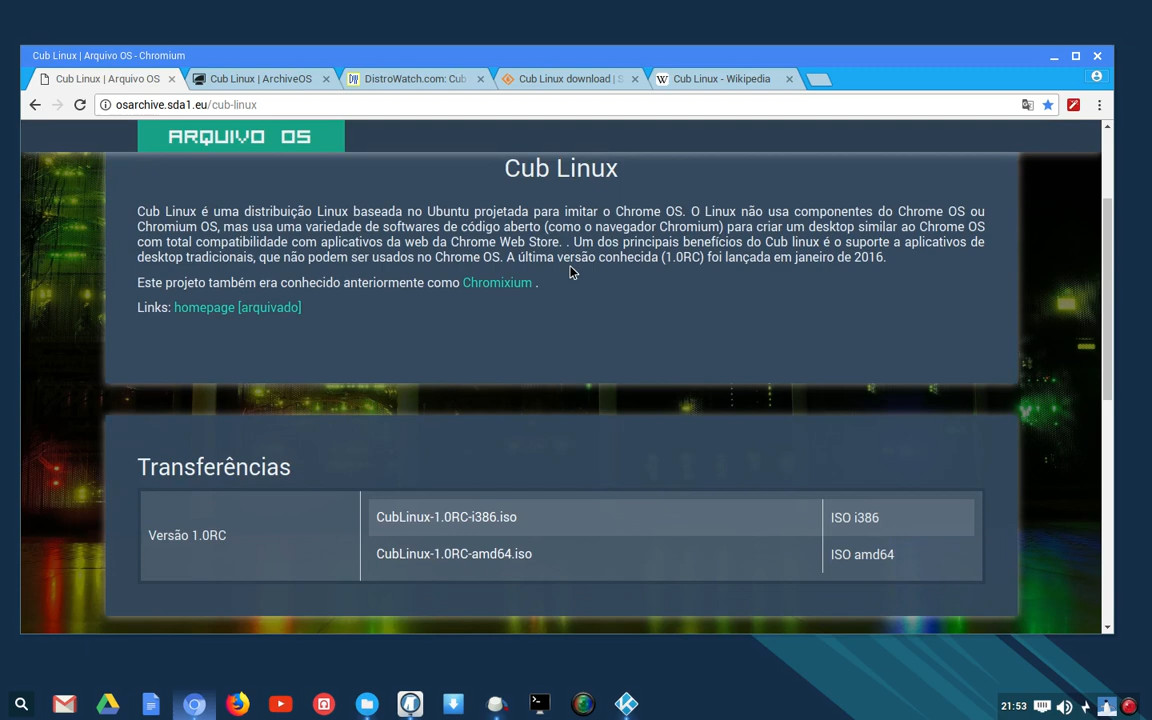 Cub Linux | Arquivo OS - Chromium
Cub Linux | Arquivo OS
Cub Linux | ArchiveOS
DistroWatch.com: Cub
Cub Linux download | S
Cub Linux - Wikipedia
osarchive.sda1.eu/cub-linux
ARQUIVO OS
Cub Linux
Cub Linux é uma distribuição Linux baseada no Ubuntu projetada para imitar o Chrome OS. O Linux não usa componentes do Chrome OS ou
Chromium OS, mas usa uma variedade de softwares de código aberto (como o navegador Chromium) para criar um desktop similar ao Chrome OS
com total compatibilidade com aplicativos da web da Chrome Web Store. . Um dos principais benefícios do Cub linux é o suporte a aplicativos de
desktop tradicionais, que não podem ser usados no Chrome OS. A última versão conhecida (1.0RC) foi lançada em janeiro de 2016.
Este projeto também era conhecido anteriormente como Chromixium .
Links: homepage [arquivado]
Transferências
Versão 1.0RC
CubLinux-1.0RC-i386.iso
ISO i386
CubLinux-1.0RC-amd64.iso
ISO amd64
21:53